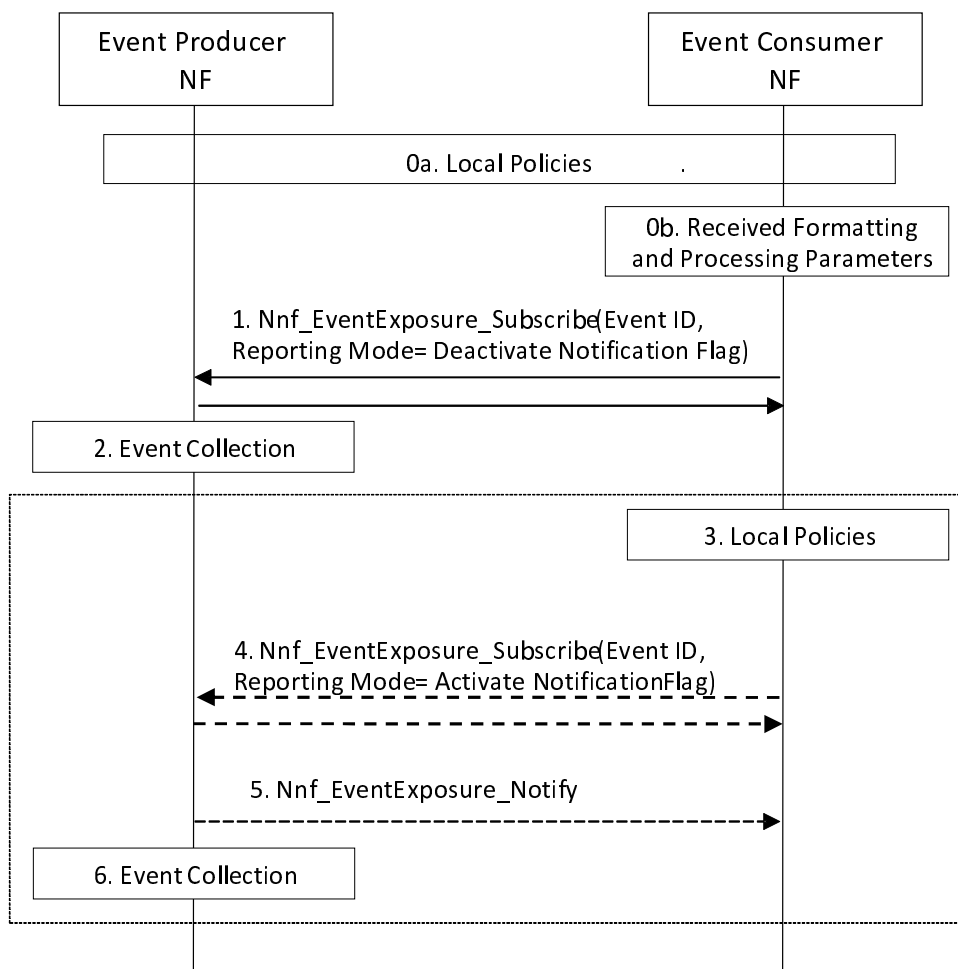 Event Producer
NF
Event Consumer
NF
0a. Local Policies .
0b. Received Formatting
and Processing Parameters
1. Nnf_EventExposure_Subscribe(Event ID,
Reporting Mode= Deactivate Notification Flag)
2. Event Collection
3. Local Policies
4. Nnf_EventExposure_Subscribe(Event ID,
Reporting Mode= Activate NotificationFlag)
5. Nnf_EventExposure_Notify
6. Event Collection